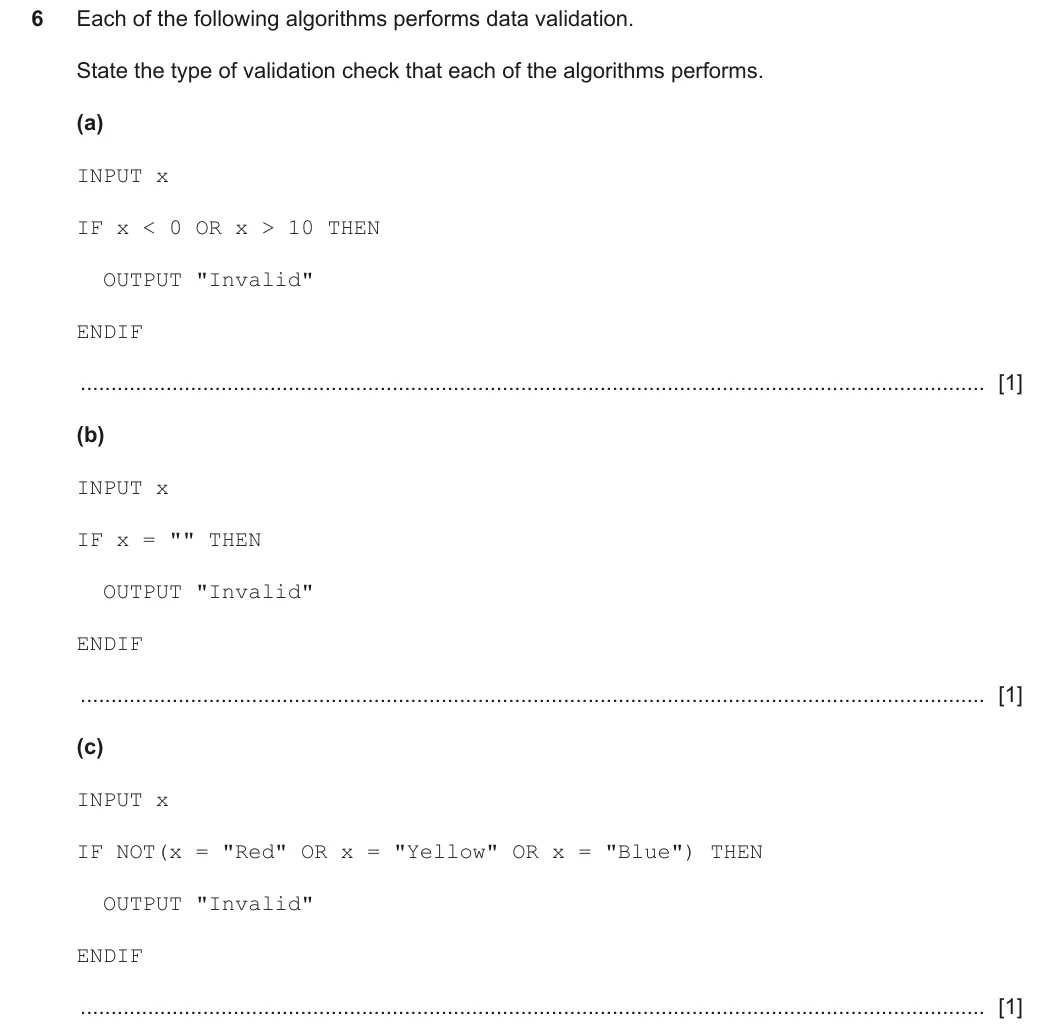 6 Each of the following algorithms performs data validation.
State the type of validation check that each of the algorithms performs.
(a)
INPUT x
IF x < 0 OR x > 10 THEN
OUTPUT "Invalid"
ENDIF
................................................................................................................................................... [1]
(b)
INPUT x
IF x = "" THEN
OUTPUT "Invalid"
ENDIF
................................................................................................................................................... [1]
(c)
INPUT x
IF NOT(x = "Red" OR x = "Yellow" OR x = "Blue") THEN
OUTPUT "Invalid"
ENDIF
................................................................................................................................................... [1]